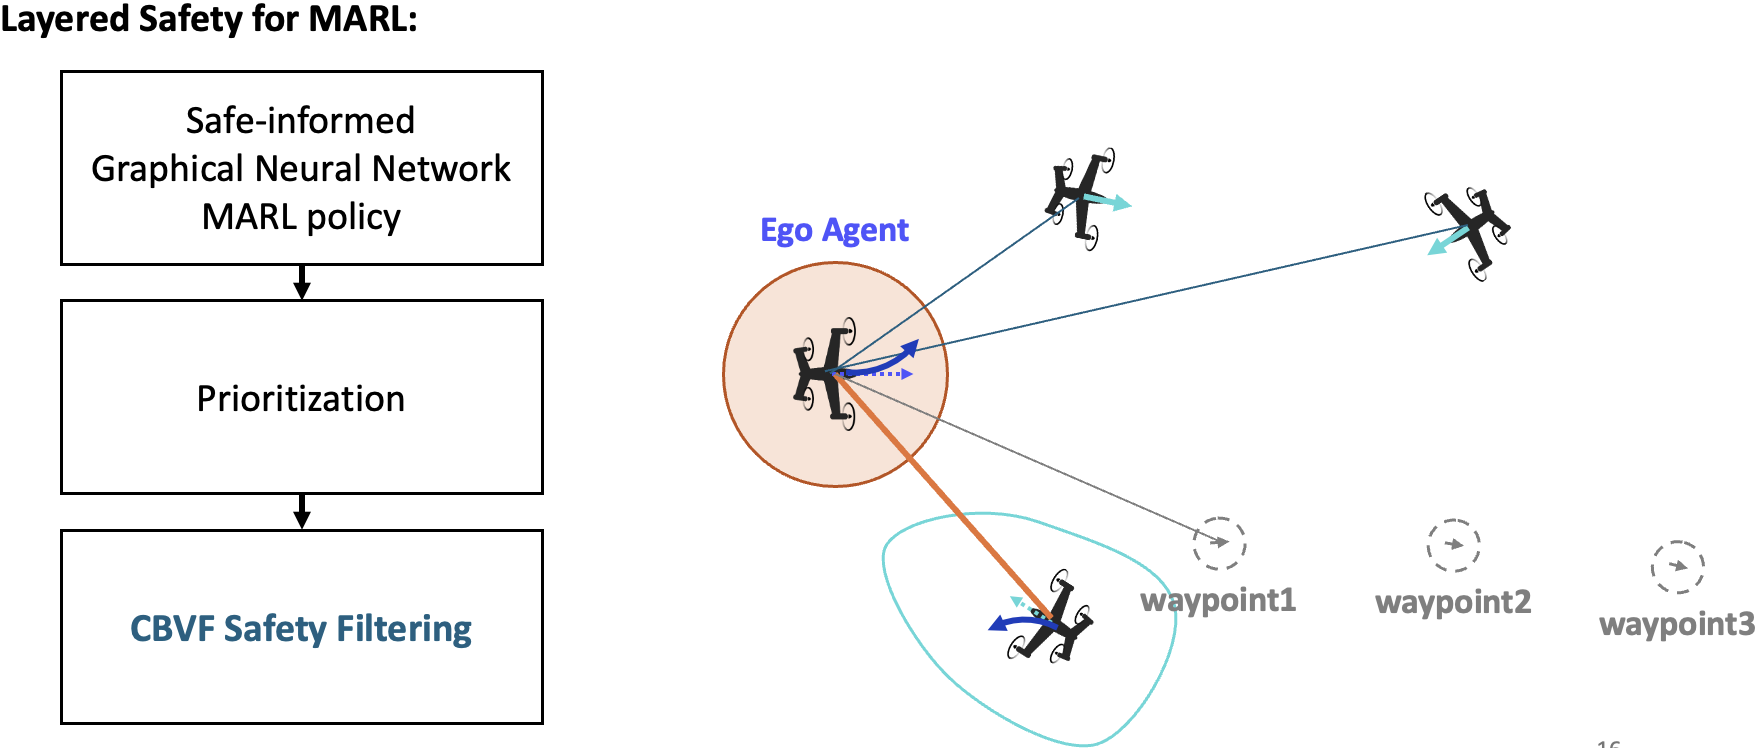 Layered Safety for MARL:
Safe-informed
Graphical Neural Network
MARL policy
Prioritization
CBVF Safety Filtering
Ego Agent
waypoint1
waypoint2
waypoint3
16